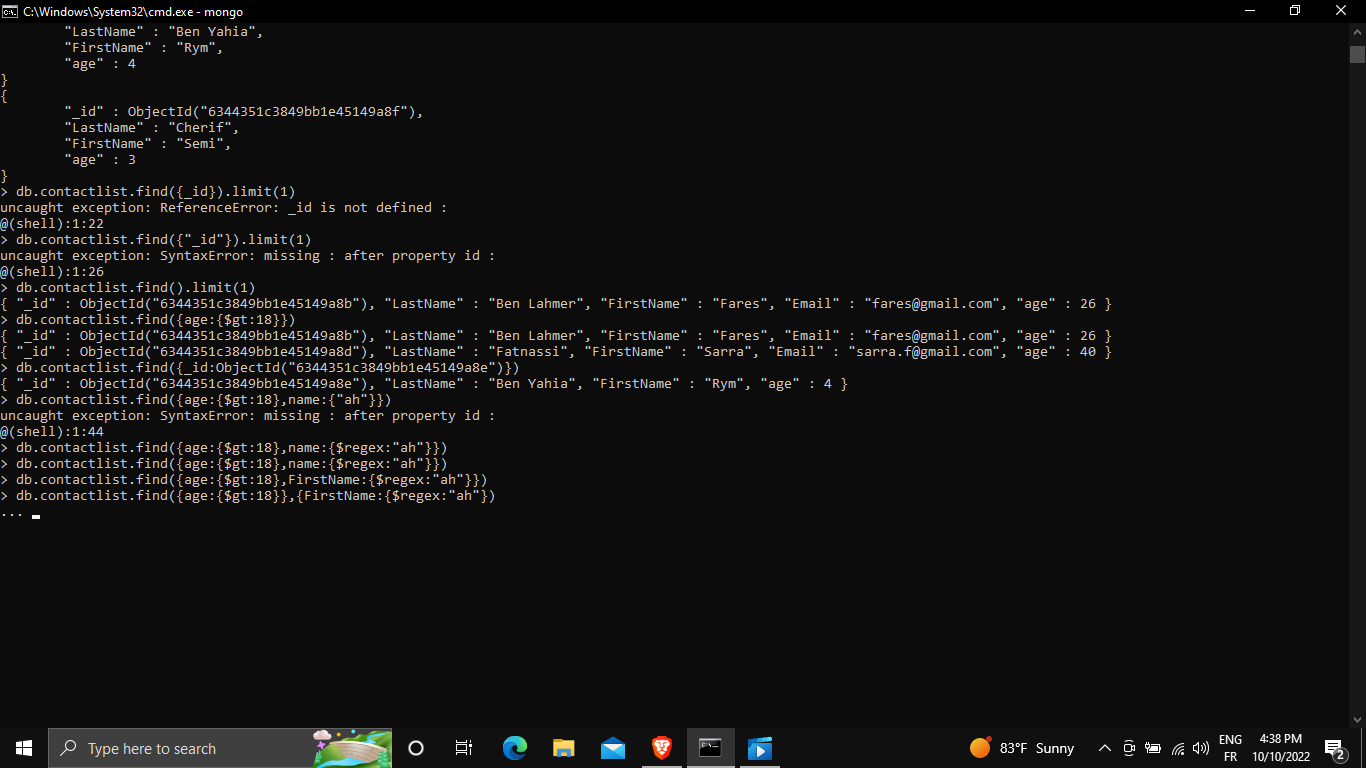 C:\Windows\System32\cmd.exe - mongo
        "LastName" : "Ben Yahia",
        "FirstName" : "Rym",
        "age" : 4
}
{
        "_id" : ObjectId("6344351c3849bb1e45149a8f"),
        "LastName" : "Cherif",
        "FirstName" : "Semi",
        "age" : 3
}
> db.contactlist.find({_id}).limit(1)
uncaught exception: ReferenceError: _id is not defined :
@(shell):1:22
> db.contactlist.find({"_id"}).limit(1)
uncaught exception: SyntaxError: missing : after property id :
@(shell):1:26
> db.contactlist.find().limit(1)
{ "_id" : ObjectId("6344351c3849bb1e45149a8b"), "LastName" : "Ben Lahmer", "FirstName" : "Fares", "Email" : "fares@gmail.com", "age" : 26 }
> db.contactlist.find({age:{$gt:18}})
{ "_id" : ObjectId("6344351c3849bb1e45149a8b"), "LastName" : "Ben Lahmer", "FirstName" : "Fares", "Email" : "fares@gmail.com", "age" : 26 }
{ "_id" : ObjectId("6344351c3849bb1e45149a8d"), "LastName" : "Fatnassi", "FirstName" : "Sarra", "Email" : "sarra.f@gmail.com", "age" : 40 }
> db.contactlist.find({_id:ObjectId("6344351c3849bb1e45149a8e")})
{ "_id" : ObjectId("6344351c3849bb1e45149a8e"), "LastName" : "Ben Yahia", "FirstName" : "Rym", "age" : 4 }
> db.contactlist.find({age:{$gt:18},name:{"ah"}})
uncaught exception: SyntaxError: missing : after property id :
@(shell):1:44
> db.contactlist.find({age:{$gt:18},name:{$regex:"ah"}})
> db.contactlist.find({age:{$gt:18},name:{$regex:"ah"}})
> db.contactlist.find({age:{$gt:18},FirstName:{$regex:"ah"}})
> db.contactlist.find({age:{$gt:18}},{FirstName:{$regex:"ah"})
...
Type here to search
83°F Sunny
ENG
FR
4:38 PM
10/10/2022
2